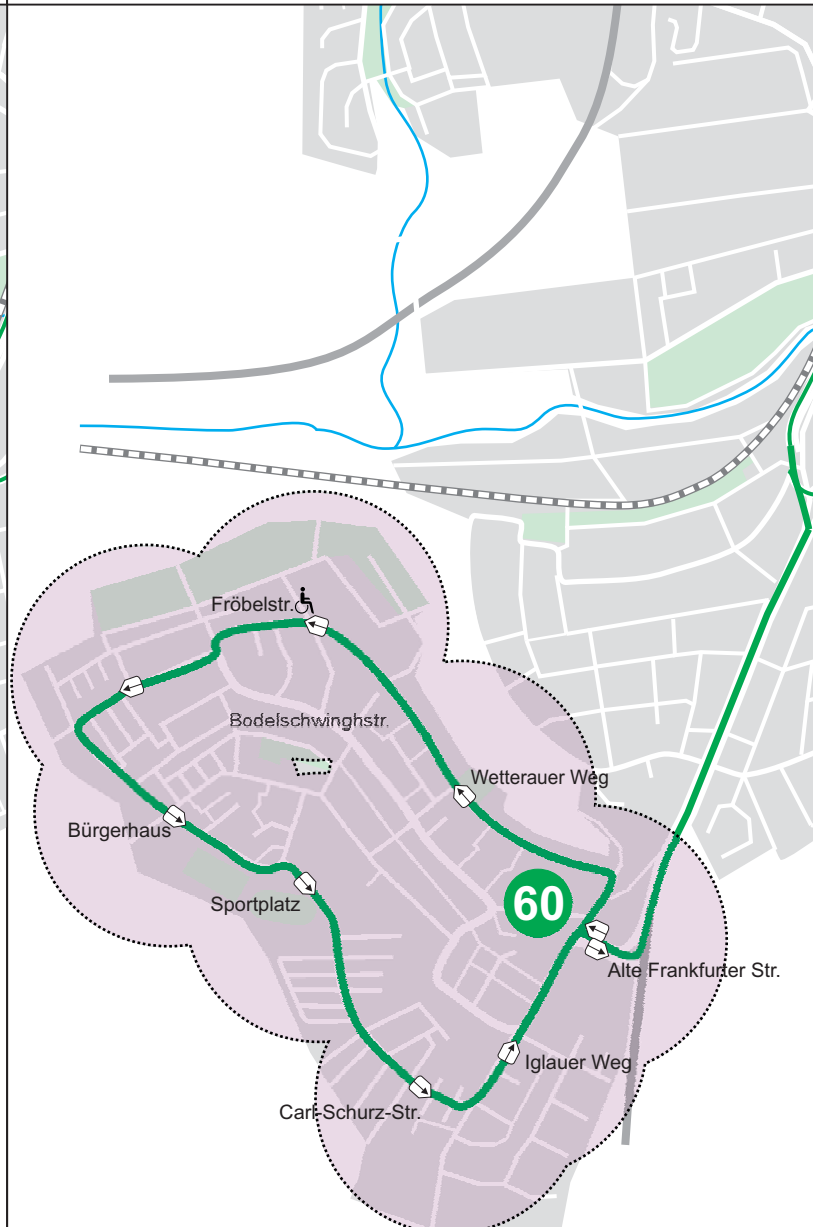 Fröbelstr.
Bodelschwinghstr.
Wetterauer Weg
Bürgerhaus
Sportplatz
60
Alte Frankfurter Str.
Iglauer Weg
Carl-Schurz-Str.